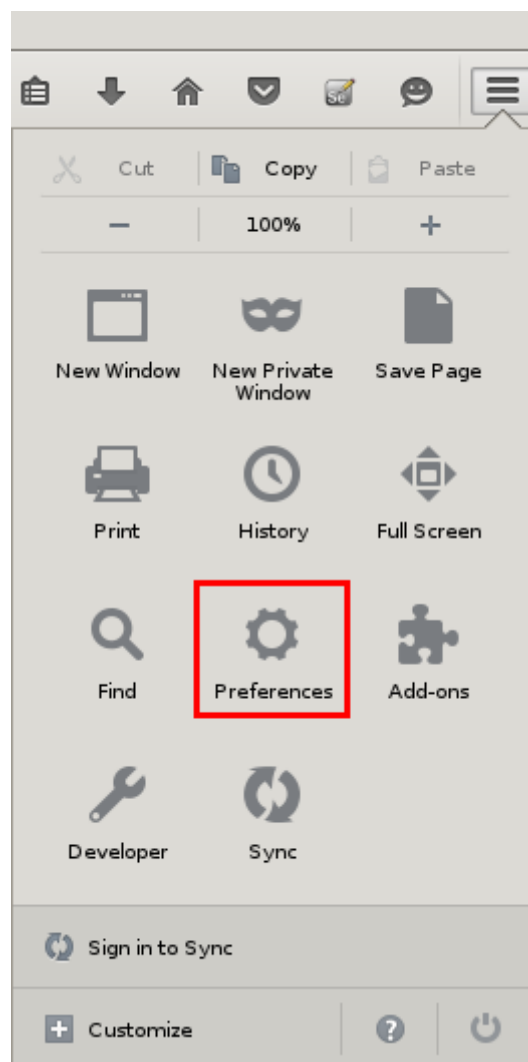 Se
Cut Copy Paste
100%
New Window New Private Window Save Page
Print History Full Screen
Find Preferences Add-ons
Developer Sync
Sign in to Sync
Customize